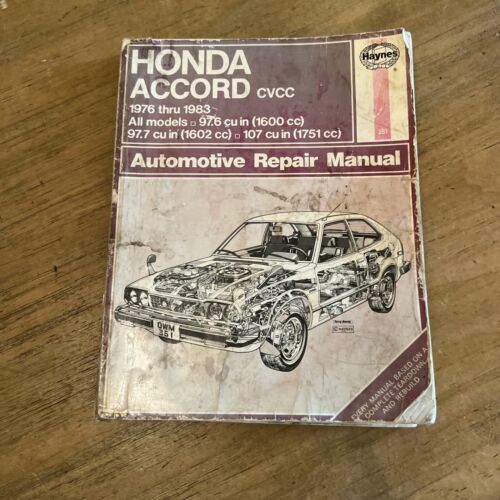 HONDA
ACCORD CVCC
1976 thru 1983
All models ▫ 97.6 cu in (1600 cc)
97.7 cu in (1602 cc) ▫ 107 cu in (1751 cc)
Haynes
351
Automotive Repair Manual
OWM
HAYNES
EVERY MANUAL BASED ON A
COMPLETE TEARDOWN
AND REBUILD